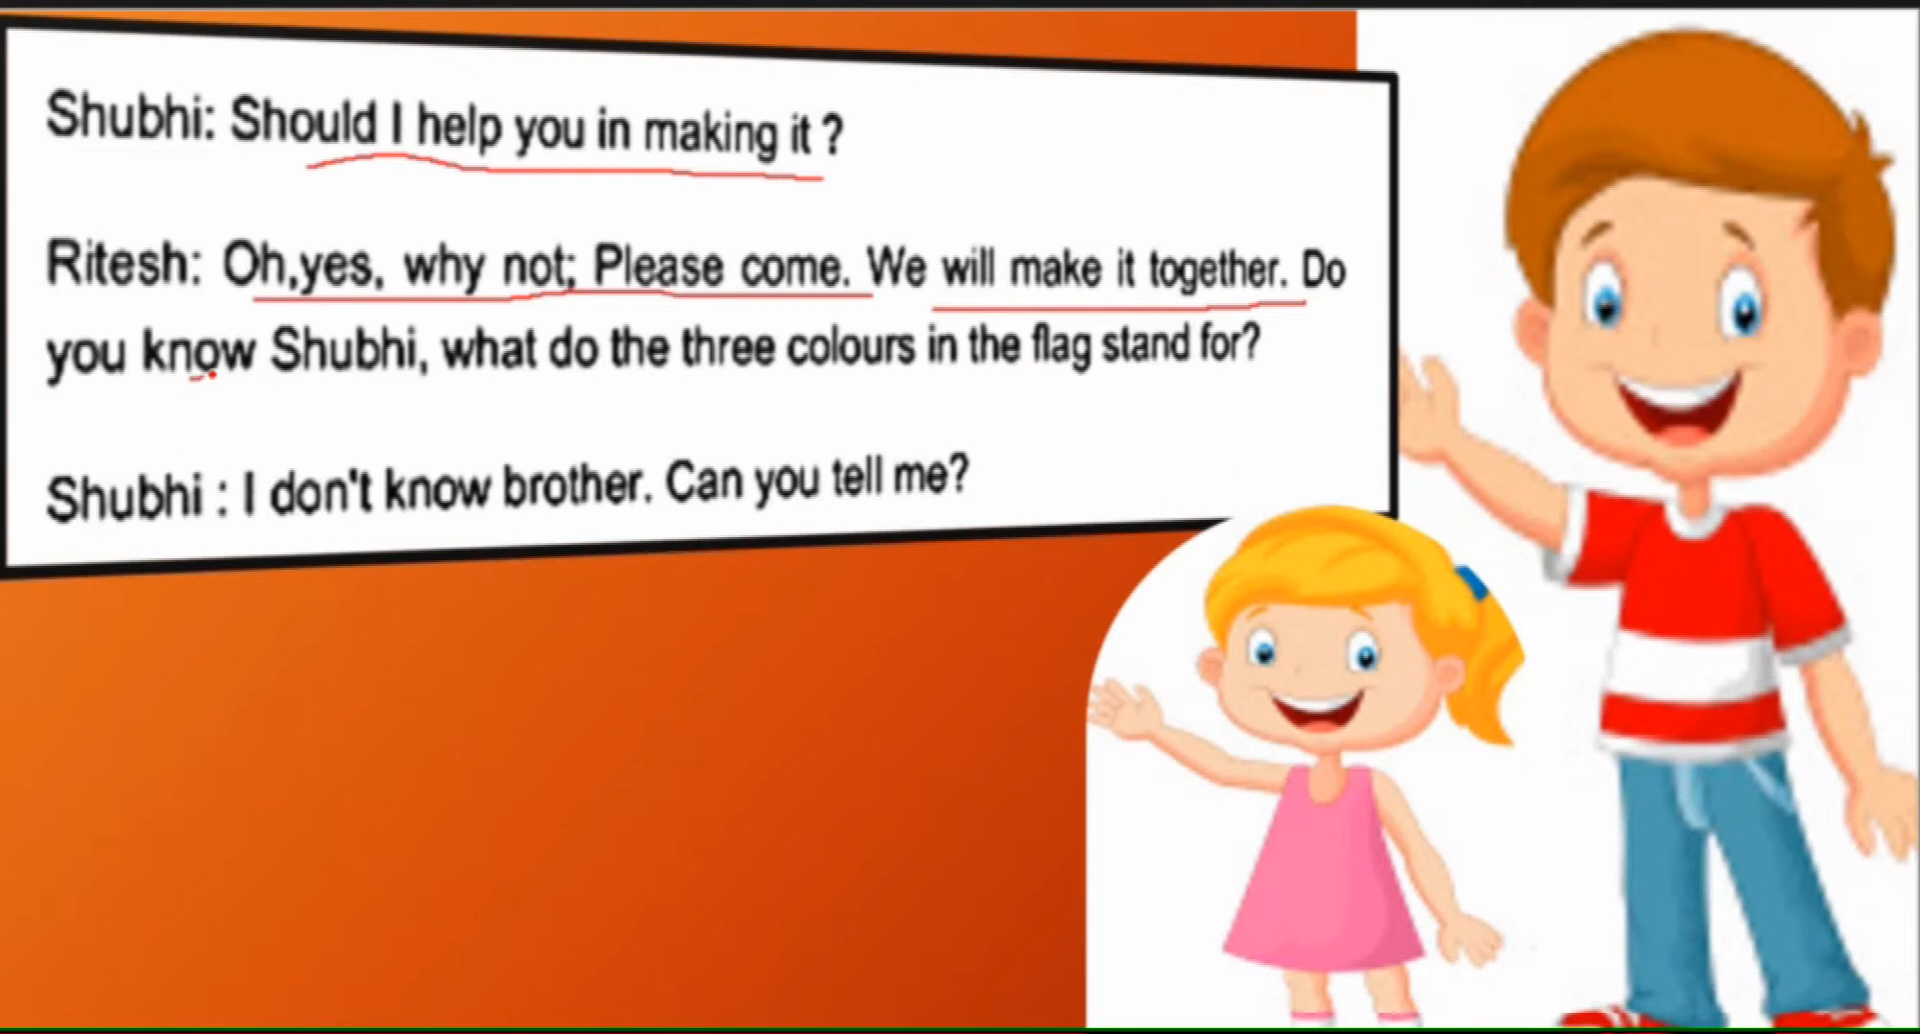 Shubhi: Should I help you in making it ?
Ritesh: Oh,yes, why not; Please come. We will make it together. Do
you know Shubhi, what do the three colours in the flag stand for?
Shubhi : I don't know brother. Can you tell me?